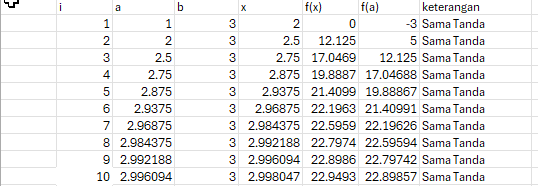 i a b x f(x) f(a) keterangan
1 1 3 2 0 -3 Sama Tanda
2 2 3 2.5 12.125 5 Sama Tanda
3 2.5 3 2.75 17.0469 12.125 Sama Tanda
4 2.75 3 2.875 19.8887 17.04688 Sama Tanda
5 2.875 3 2.9375 21.4099 19.88867 Sama Tanda
6 2.9375 3 2.96875 22.1963 21.40991 Sama Tanda
7 2.96875 3 2.984375 22.5959 22.19626 Sama Tanda
8 2.984375 3 2.992188 22.7974 22.59594 Sama Tanda
9 2.992188 3 2.996094 22.8986 22.79742 Sama Tanda
10 2.996094 3 2.998047 22.9493 22.89857 Sama Tanda